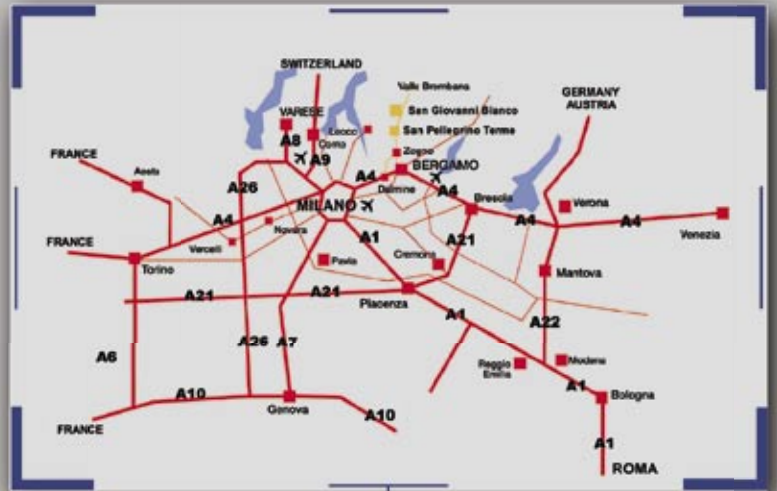 SWITZERLAND
Valle Brembana
GERMANY
AUSTRIA
VARESE
San Giovanni Bianco
Lecco
Como
San Pellegrino Terme
A8
A9
Zogno
FRANCE
Aosta
BERGAMO
A4
Dalmine
A4
A26
MILANO
Brescia
Verona
A4
A4
A4
Venezia
Novara
Vercelli
A1
A21
FRANCE
Torino
Pavia
Cremona
Mantova
A21
A21
Piacenza
A1
A22
A6
A26
A7
Reggio
Emilia
Modena
A1
A10
Genova
A10
Bologna
FRANCE
A1
ROMA